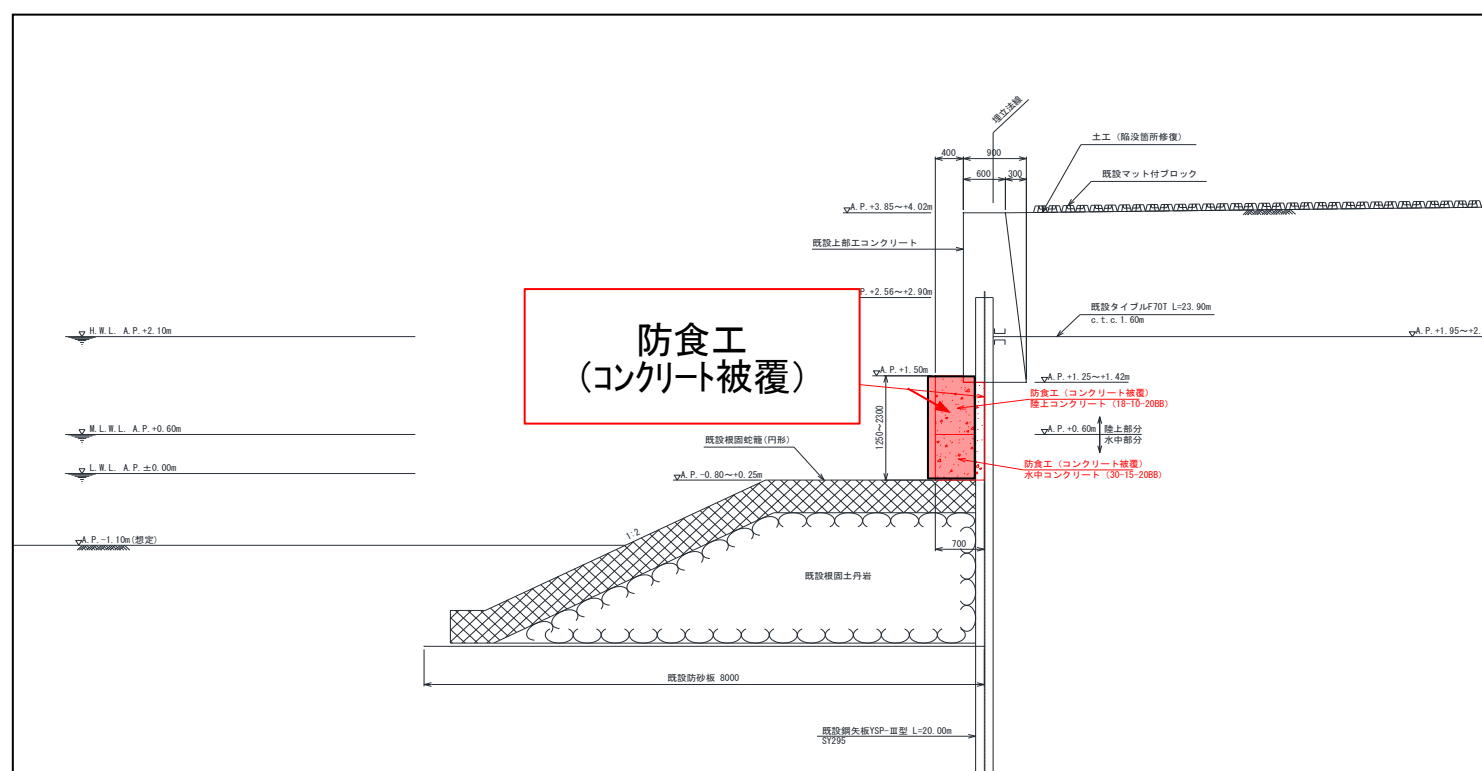 埋立法線
土工（陥没箇所修復）
400
900
既設マット付ブロック
600
300
A.P.+3.85～+4.02m
既設上部工コンクリート
P.+2.56～+2.90m
防食工
（コンクリート被覆）
既設タイブルF70T L=23.90m
c.t.c.1.60m
H.W.L. A.P.+2.10m
A.P.+1.95～+2.
A.P.+1.50m
A.P.+1.25～+1.42m
防食工（コンクリート被覆）
陸上コンクリート（18-10-20BB）
1250～2300
M.L.W.L. A.P.+0.60m
A.P.+0.60m
陸上部分
水中部分
既設根固蛇籠(円形)
防食工（コンクリート被覆）
水中コンクリート（30-15-20BB）
L.W.L. A.P.±0.00m
A.P.-0.80～+0.25m
1:2
A.P.-1.10m(想定)
700
既設根固土丹岩
既設防砂板 8000
既設鋼矢板YSP-Ⅲ型 L=20.00m
SY295